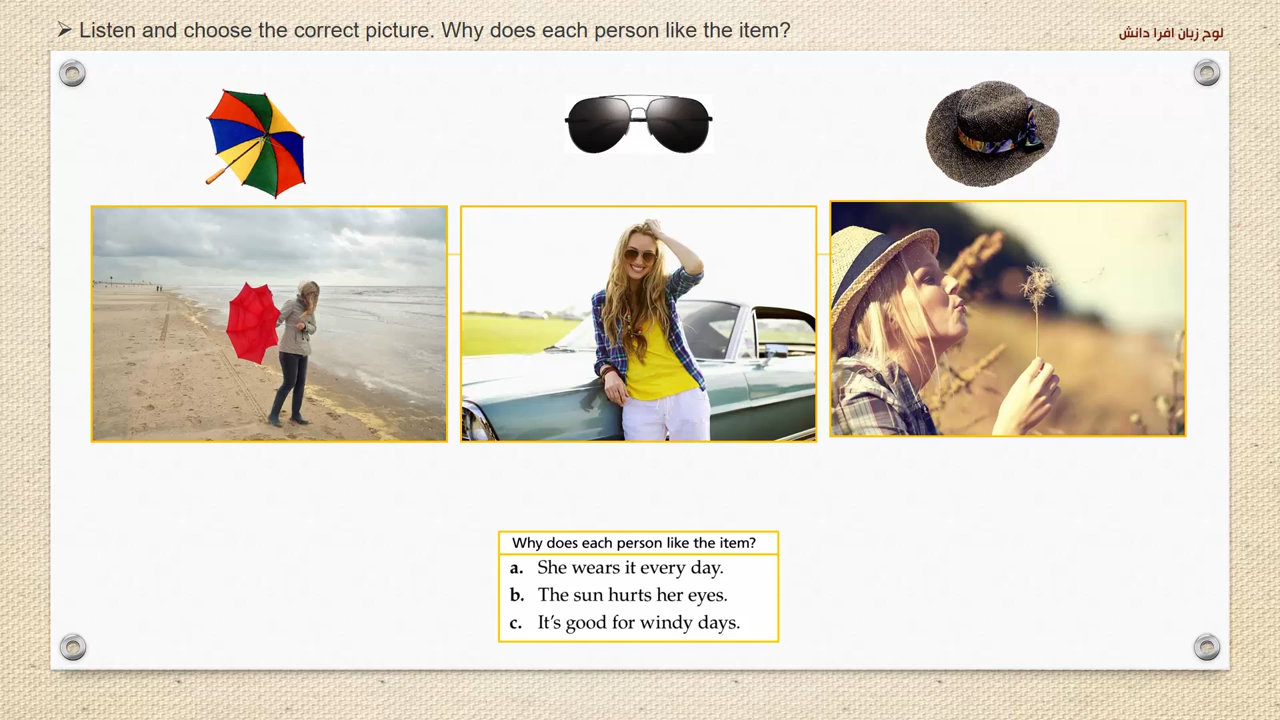 ➢ Listen and choose the correct picture. Why does each person like the item?
لوح زبان افرا دانش
Why does each person like the item?
a. She wears it every day.
b. The sun hurts her eyes.
c. It's good for windy days.